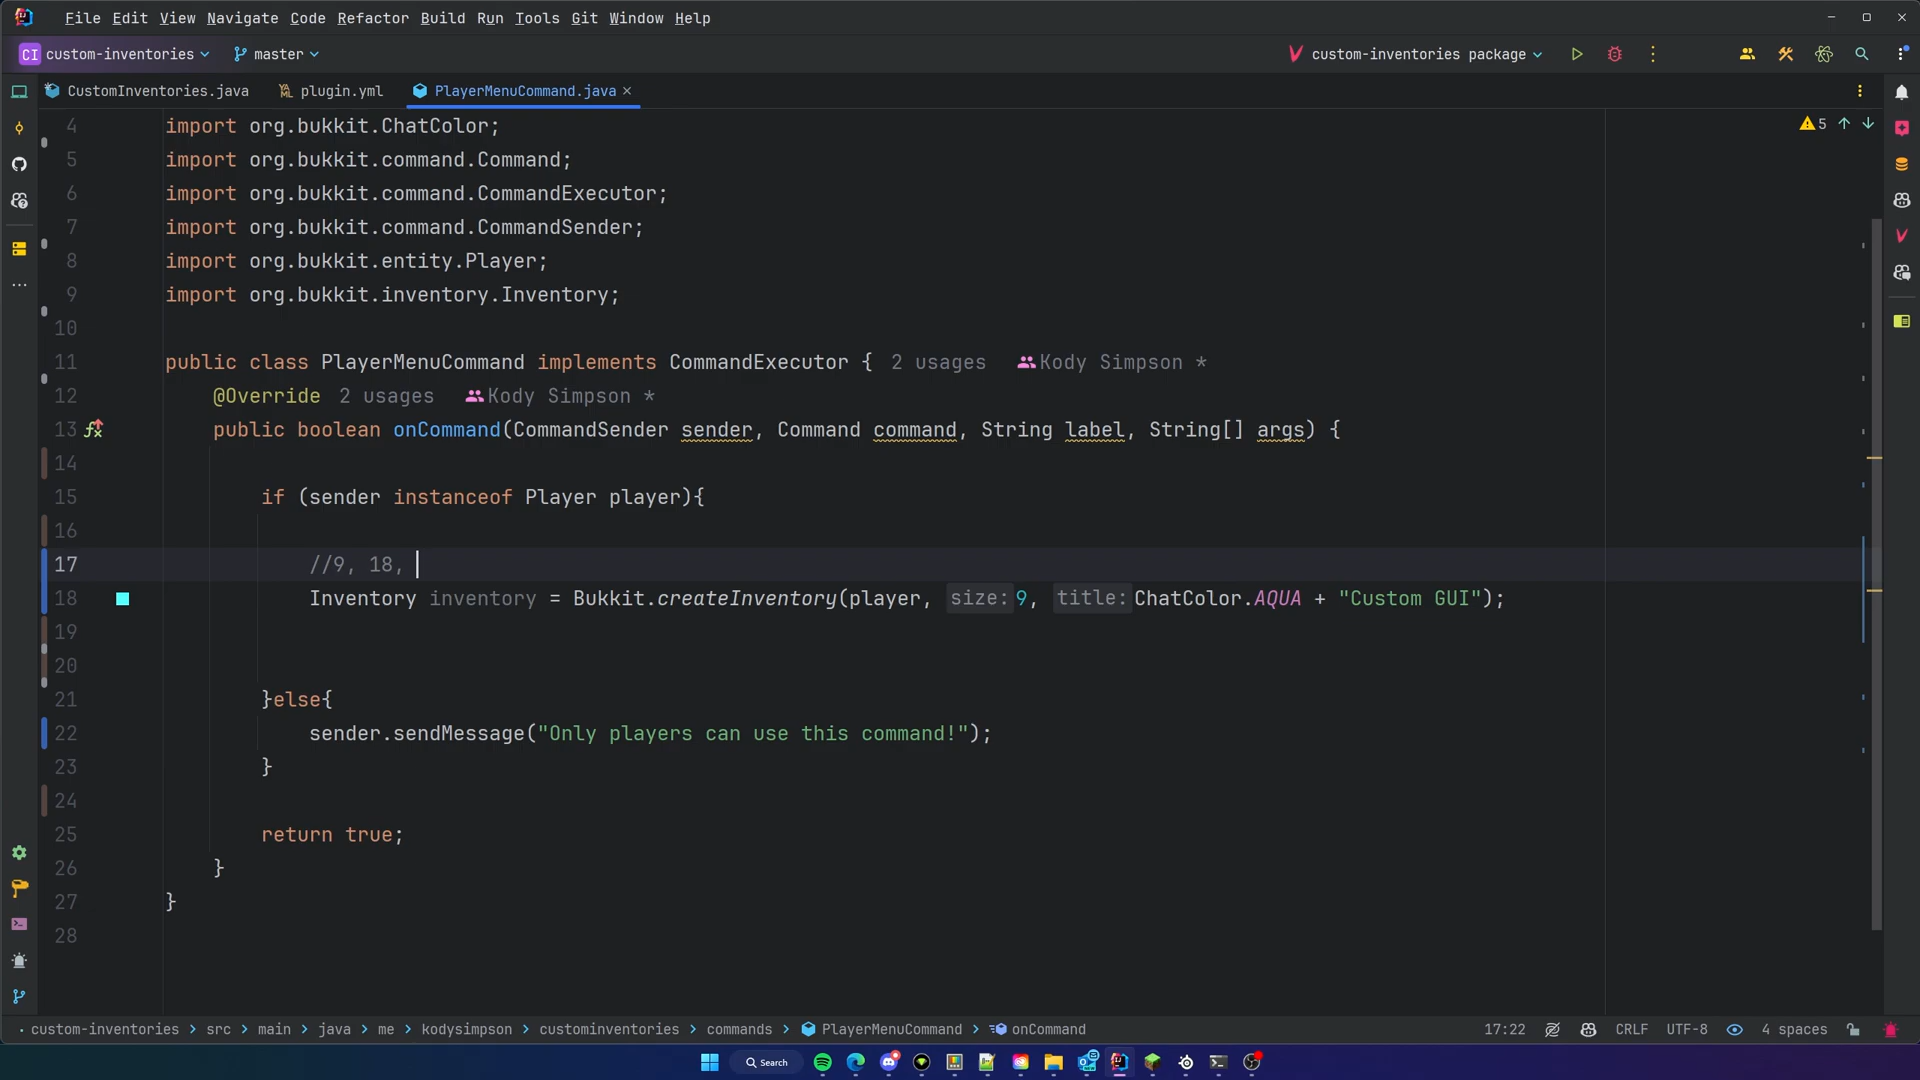 File Edit View Navigate Code Refactor Build Run Tools Git Window Help
CI custom-inventories master custom-inventories package
CustomInventories.java plugin.yml PlayerMenuCommand.java
5
4 import org.bukkit.ChatColor;
5 import org.bukkit.command.Command;
6 import org.bukkit.command.CommandExecutor;
7 import org.bukkit.command.CommandSender;
8 import org.bukkit.entity.Player;
9 import org.bukkit.inventory.Inventory;
10
11 public class PlayerMenuCommand implements CommandExecutor { 2 usages Kody Simpson *
12 @Override 2 usages Kody Simpson *
13 public boolean onCommand(CommandSender sender, Command command, String label, String[] args) {
14
15 if (sender instanceof Player player){
16
17 //9, 18,
18 Inventory inventory = Bukkit.createInventory(player, size: 9, title: ChatColor.AQUA + "Custom GUI");
19
20
21 }else{
22 sender.sendMessage("Only players can use this command!");
23 }
24
25 return true;
26 }
27 }
28
custom-inventories > src > main > java > me > kodysimpson > custominventories > commands > PlayerMenuCommand > onCommand 17:22 CRLF UTF-8 4 spaces
Search